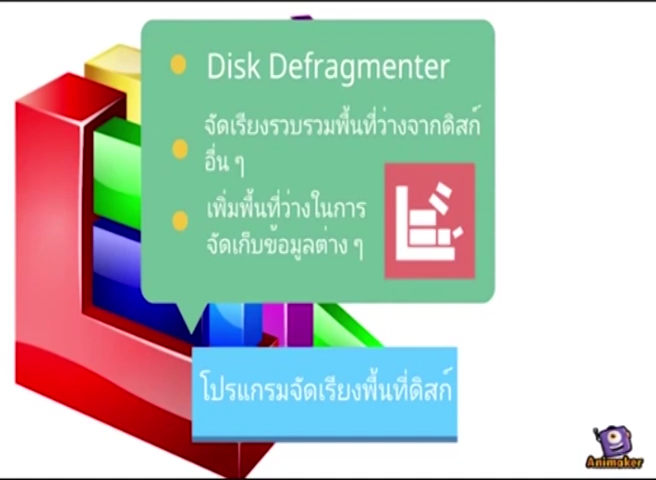 Disk Defragmenter
จัดเรียงรวบรวมพื้นที่ว่างจากดิสก์
อื่น ๆ
เพิ่มพื้นที่ว่างในการ
จัดเก็บข้อมูลต่าง ๆ
โปรแกรมจัดเรียงพื้นที่ดิสก์
Animaker